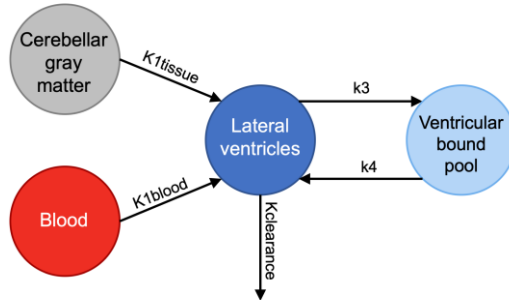 Cerebellar
gray
matter
K1tissue
k3
Lateral
ventricles
Ventricular
bound
pool
k4
Blood
K1blood
Kclearance